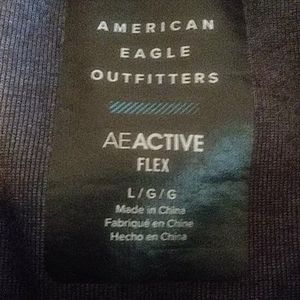 AMERICAN
EAGLE
OUTFITTERS
AEACTIVE
FLEX
L/G/G
Made in China
Fabriqué en Chine
Hecho en China